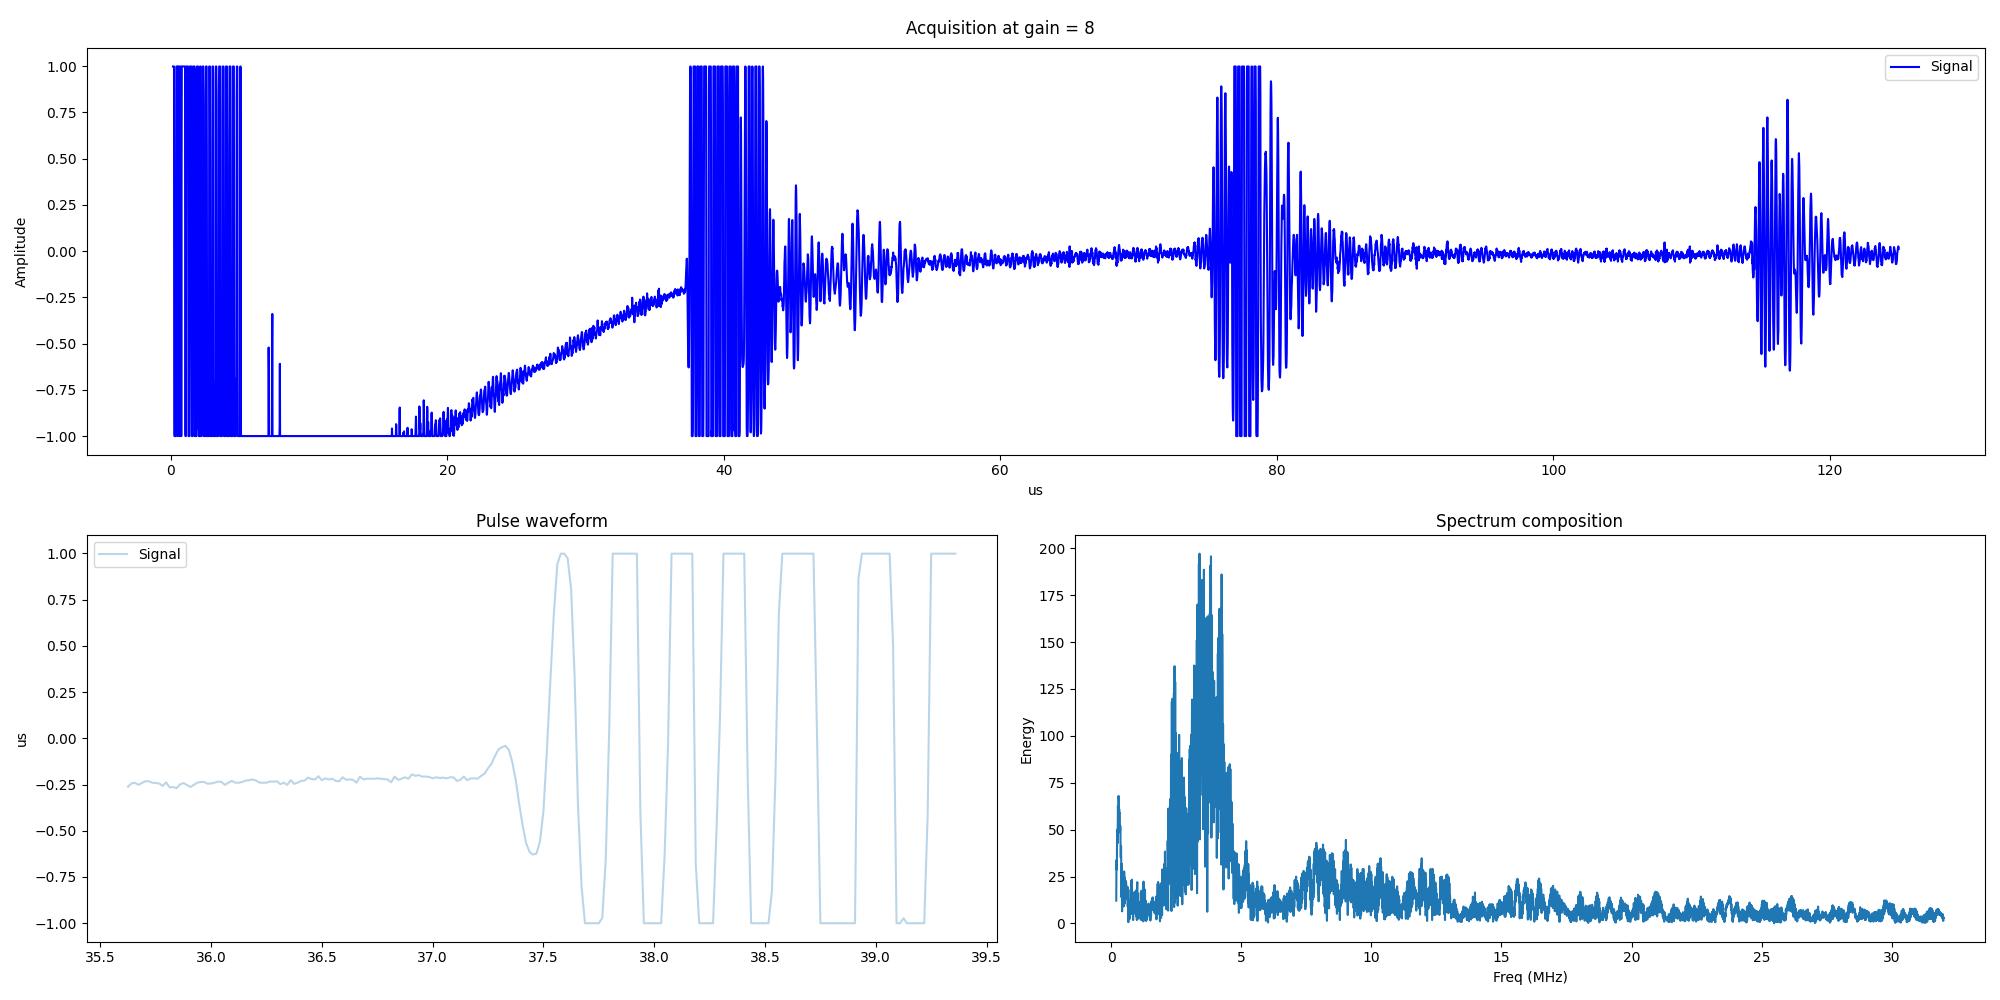 Acquisition at gain = 8
Signal
Amplitude
1.00
0.75
0.50
0.25
0.00
−0.25
−0.50
−0.75
−1.00
0 20 40 60 80 100 120
us
Pulse waveform
Signal
us
1.00
0.75
0.50
0.25
0.00
−0.25
−0.50
−0.75
−1.00
35.5 36.0 36.5 37.0 37.5 38.0 38.5 39.0 39.5
Spectrum composition
Energy
200
175
150
125
100
75
50
25
0
0 5 10 15 20 25 30
Freq (MHz)